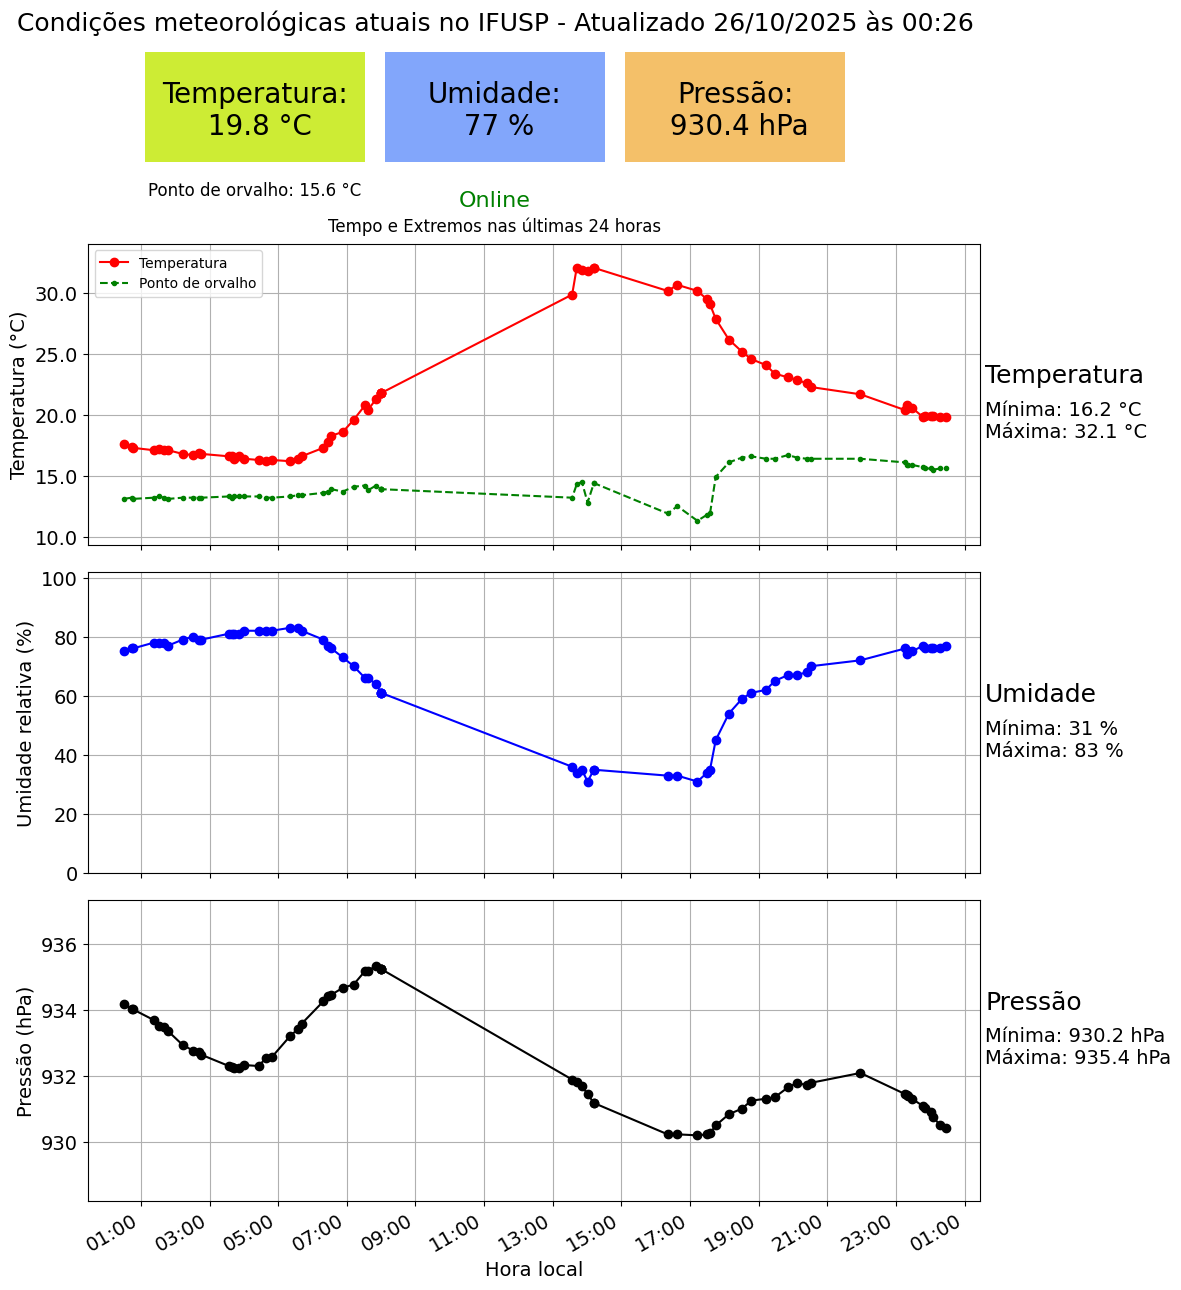 Condições meteorológicas atuais no IFUSP - Atualizado 26/10/2025 às 00:26
Temperatura:
19.8 °C
Umidade:
77 %
Pressão:
930.4 hPa
Ponto de orvalho: 15.6 °C
Online
Tempo e Extremos nas últimas 24 horas
Temperatura
Ponto de orvalho
Temperatura (°C)
30.0
25.0
20.0
15.0
10.0
Temperatura
Mínima: 16.2 °C
Máxima: 32.1 °C
Umidade relativa (%)
100
80
60
40
20
0
Umidade
Mínima: 31 %
Máxima: 83 %
Pressão (hPa)
936
934
932
930
Pressão
Mínima: 930.2 hPa
Máxima: 935.4 hPa
01:00 03:00 05:00 07:00 09:00 11:00 13:00 15:00 17:00 19:00 21:00 23:00 01:00
Hora local